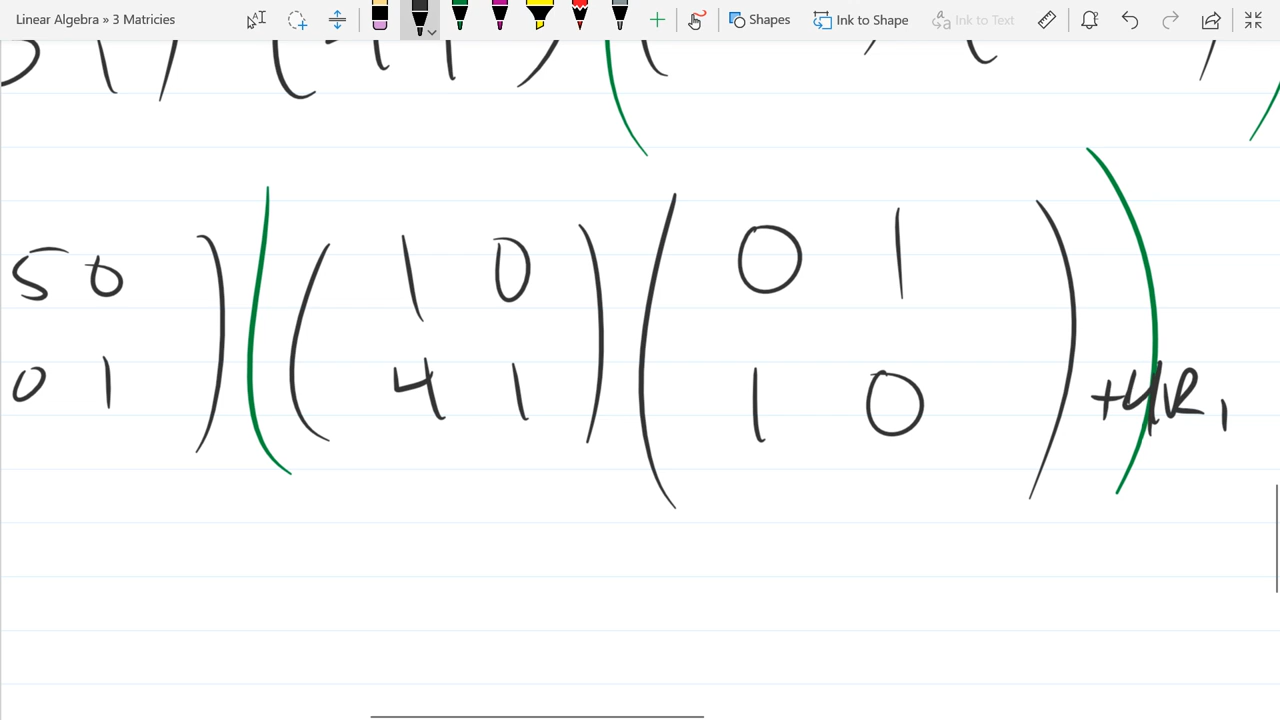 Linear Algebra » 3 Matricies
Shapes
Ink to Shape
Ink to Text
5 0 ) ( ( 1 0 ) ( 0 1 )
0 1 ) ( ( 4 1 ) ( 1 0 ) +4R₁ )